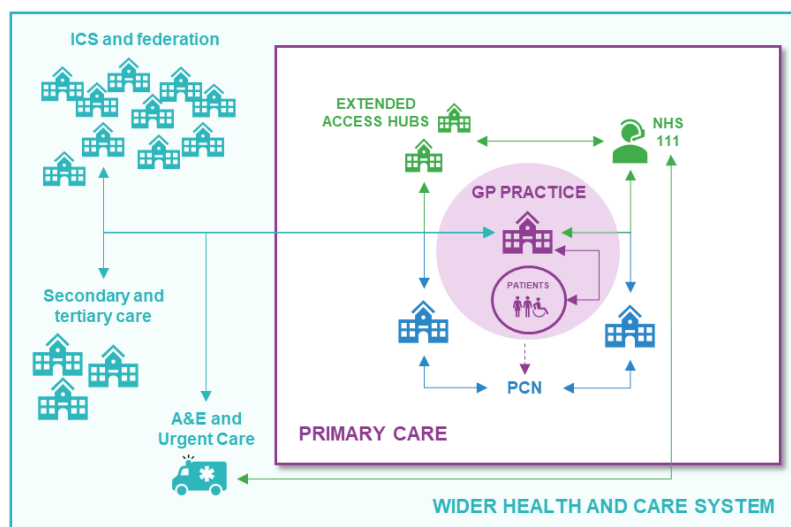 ICS and federation
EXTENDED
ACCESS HUBS
NHS
111
GP PRACTICE
PATIENTS
Secondary and
tertiary care
PCN
A&E and
Urgent Care
PRIMARY CARE
WIDER HEALTH AND CARE SYSTEM